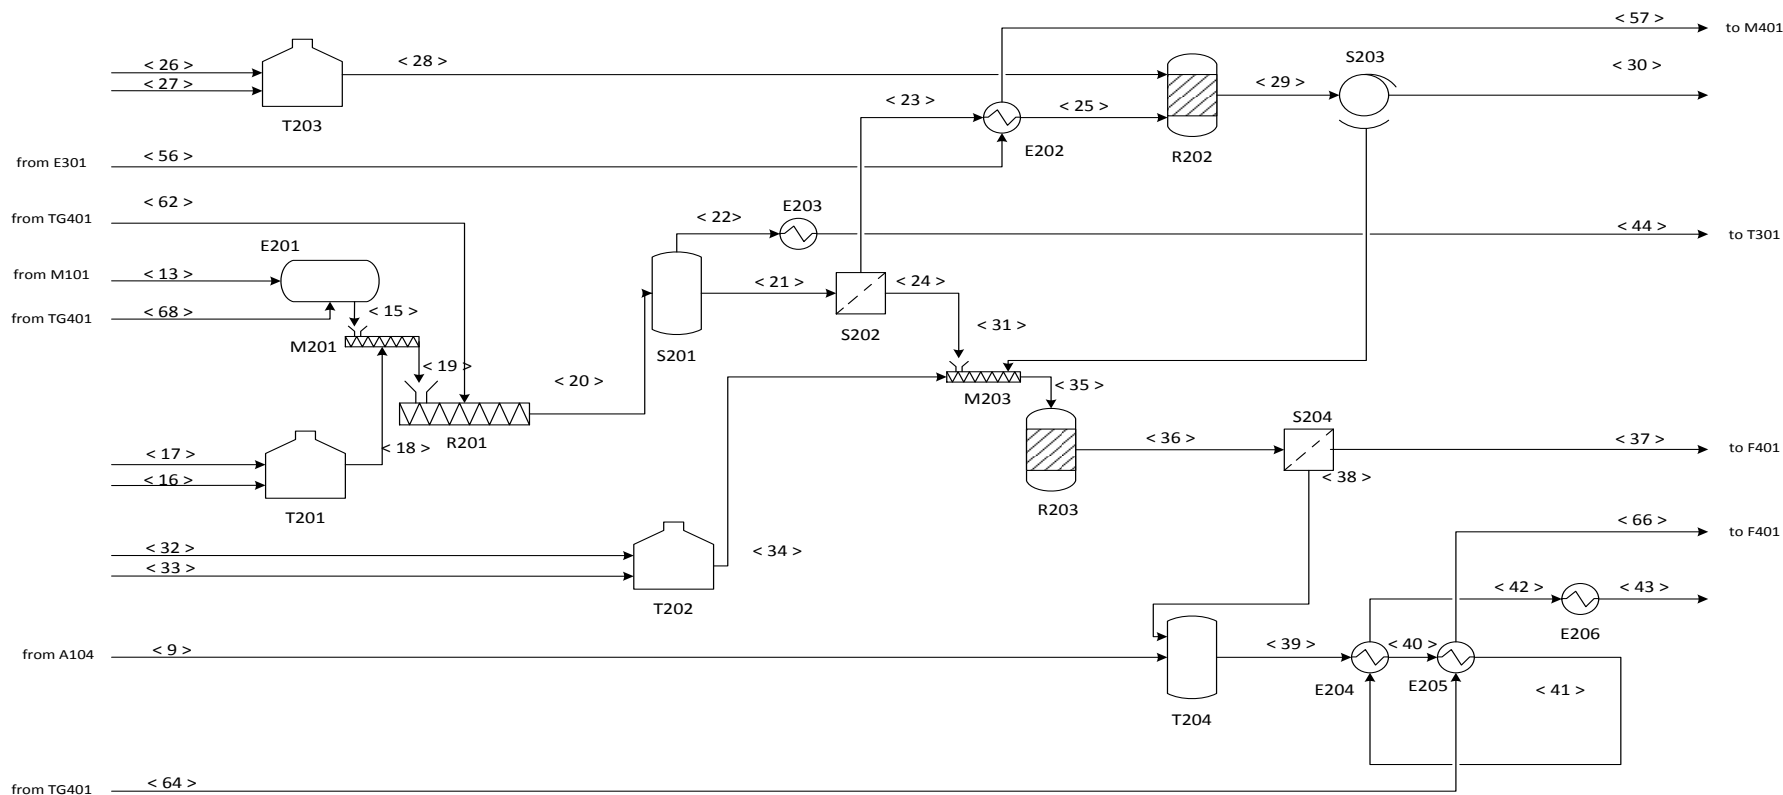 < 57 >
to M401
< 26 >
< 28 >
S203
< 30 >
< 27 >
< 29 >
< 23 >
< 25 >
T203
E202
R202
from E301
< 56 >
< 62 >
from TG401
E203
< 22>
< 44 >
to T301
E201
from M101
< 13 >
< 21 >
< 24 >
from TG401
< 68 >
< 15 >
M201
S201
S202
< 31 >
< 19 >
< 20 >
< 35 >
M203
S204
R201
< 18 >
< 36 >
< 37 >
to F401
< 17 >
< 16 >
< 38 >
T201
R203
< 66 >
to F401
< 32 >
< 34 >
< 33 >
< 42 >
< 43 >
T202
E206
from A104
< 9 >
< 39 >
< 40 >
E204
E205
< 41 >
T204
from TG401
< 64 >